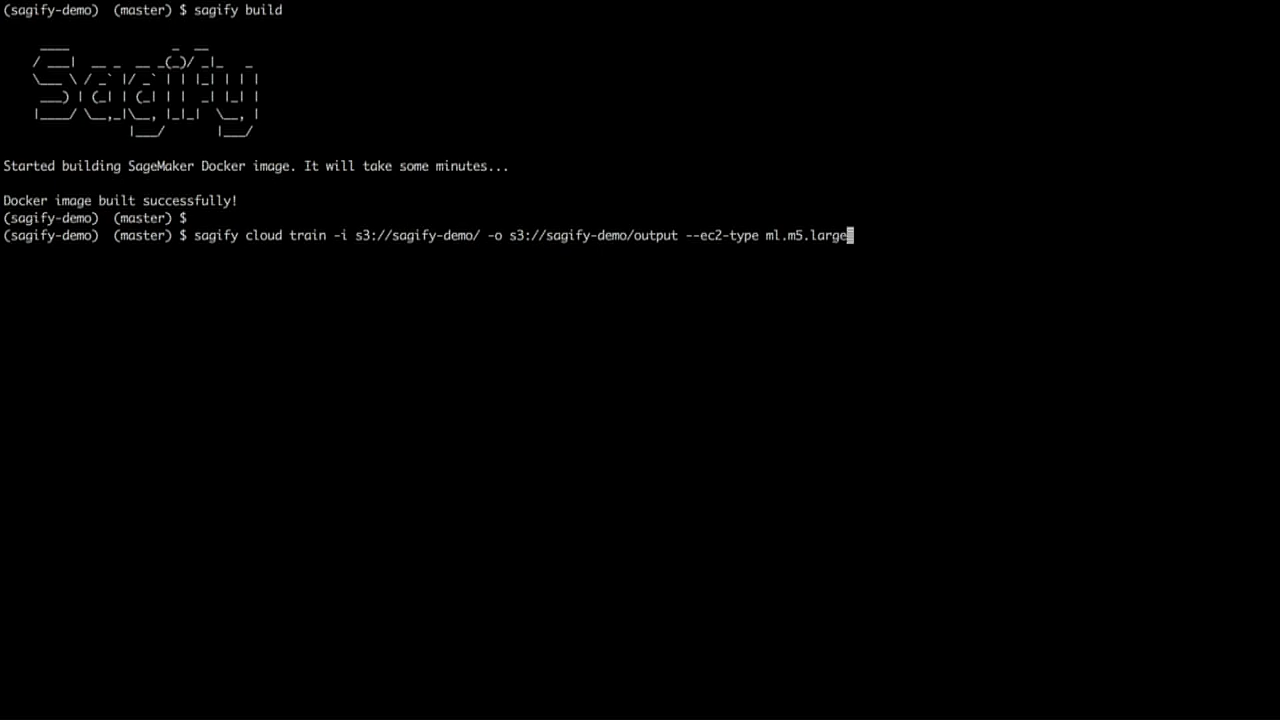 (sagify-demo)  (master) $ sagify build
Sagify
Started building SageMaker Docker image. It will take some minutes...
Docker image built successfully!
(sagify-demo)  (master) $
(sagify-demo)  (master) $ sagify cloud train -i s3://sagify-demo/ -o s3://sagify-demo/output --ec2-type ml.m5.large